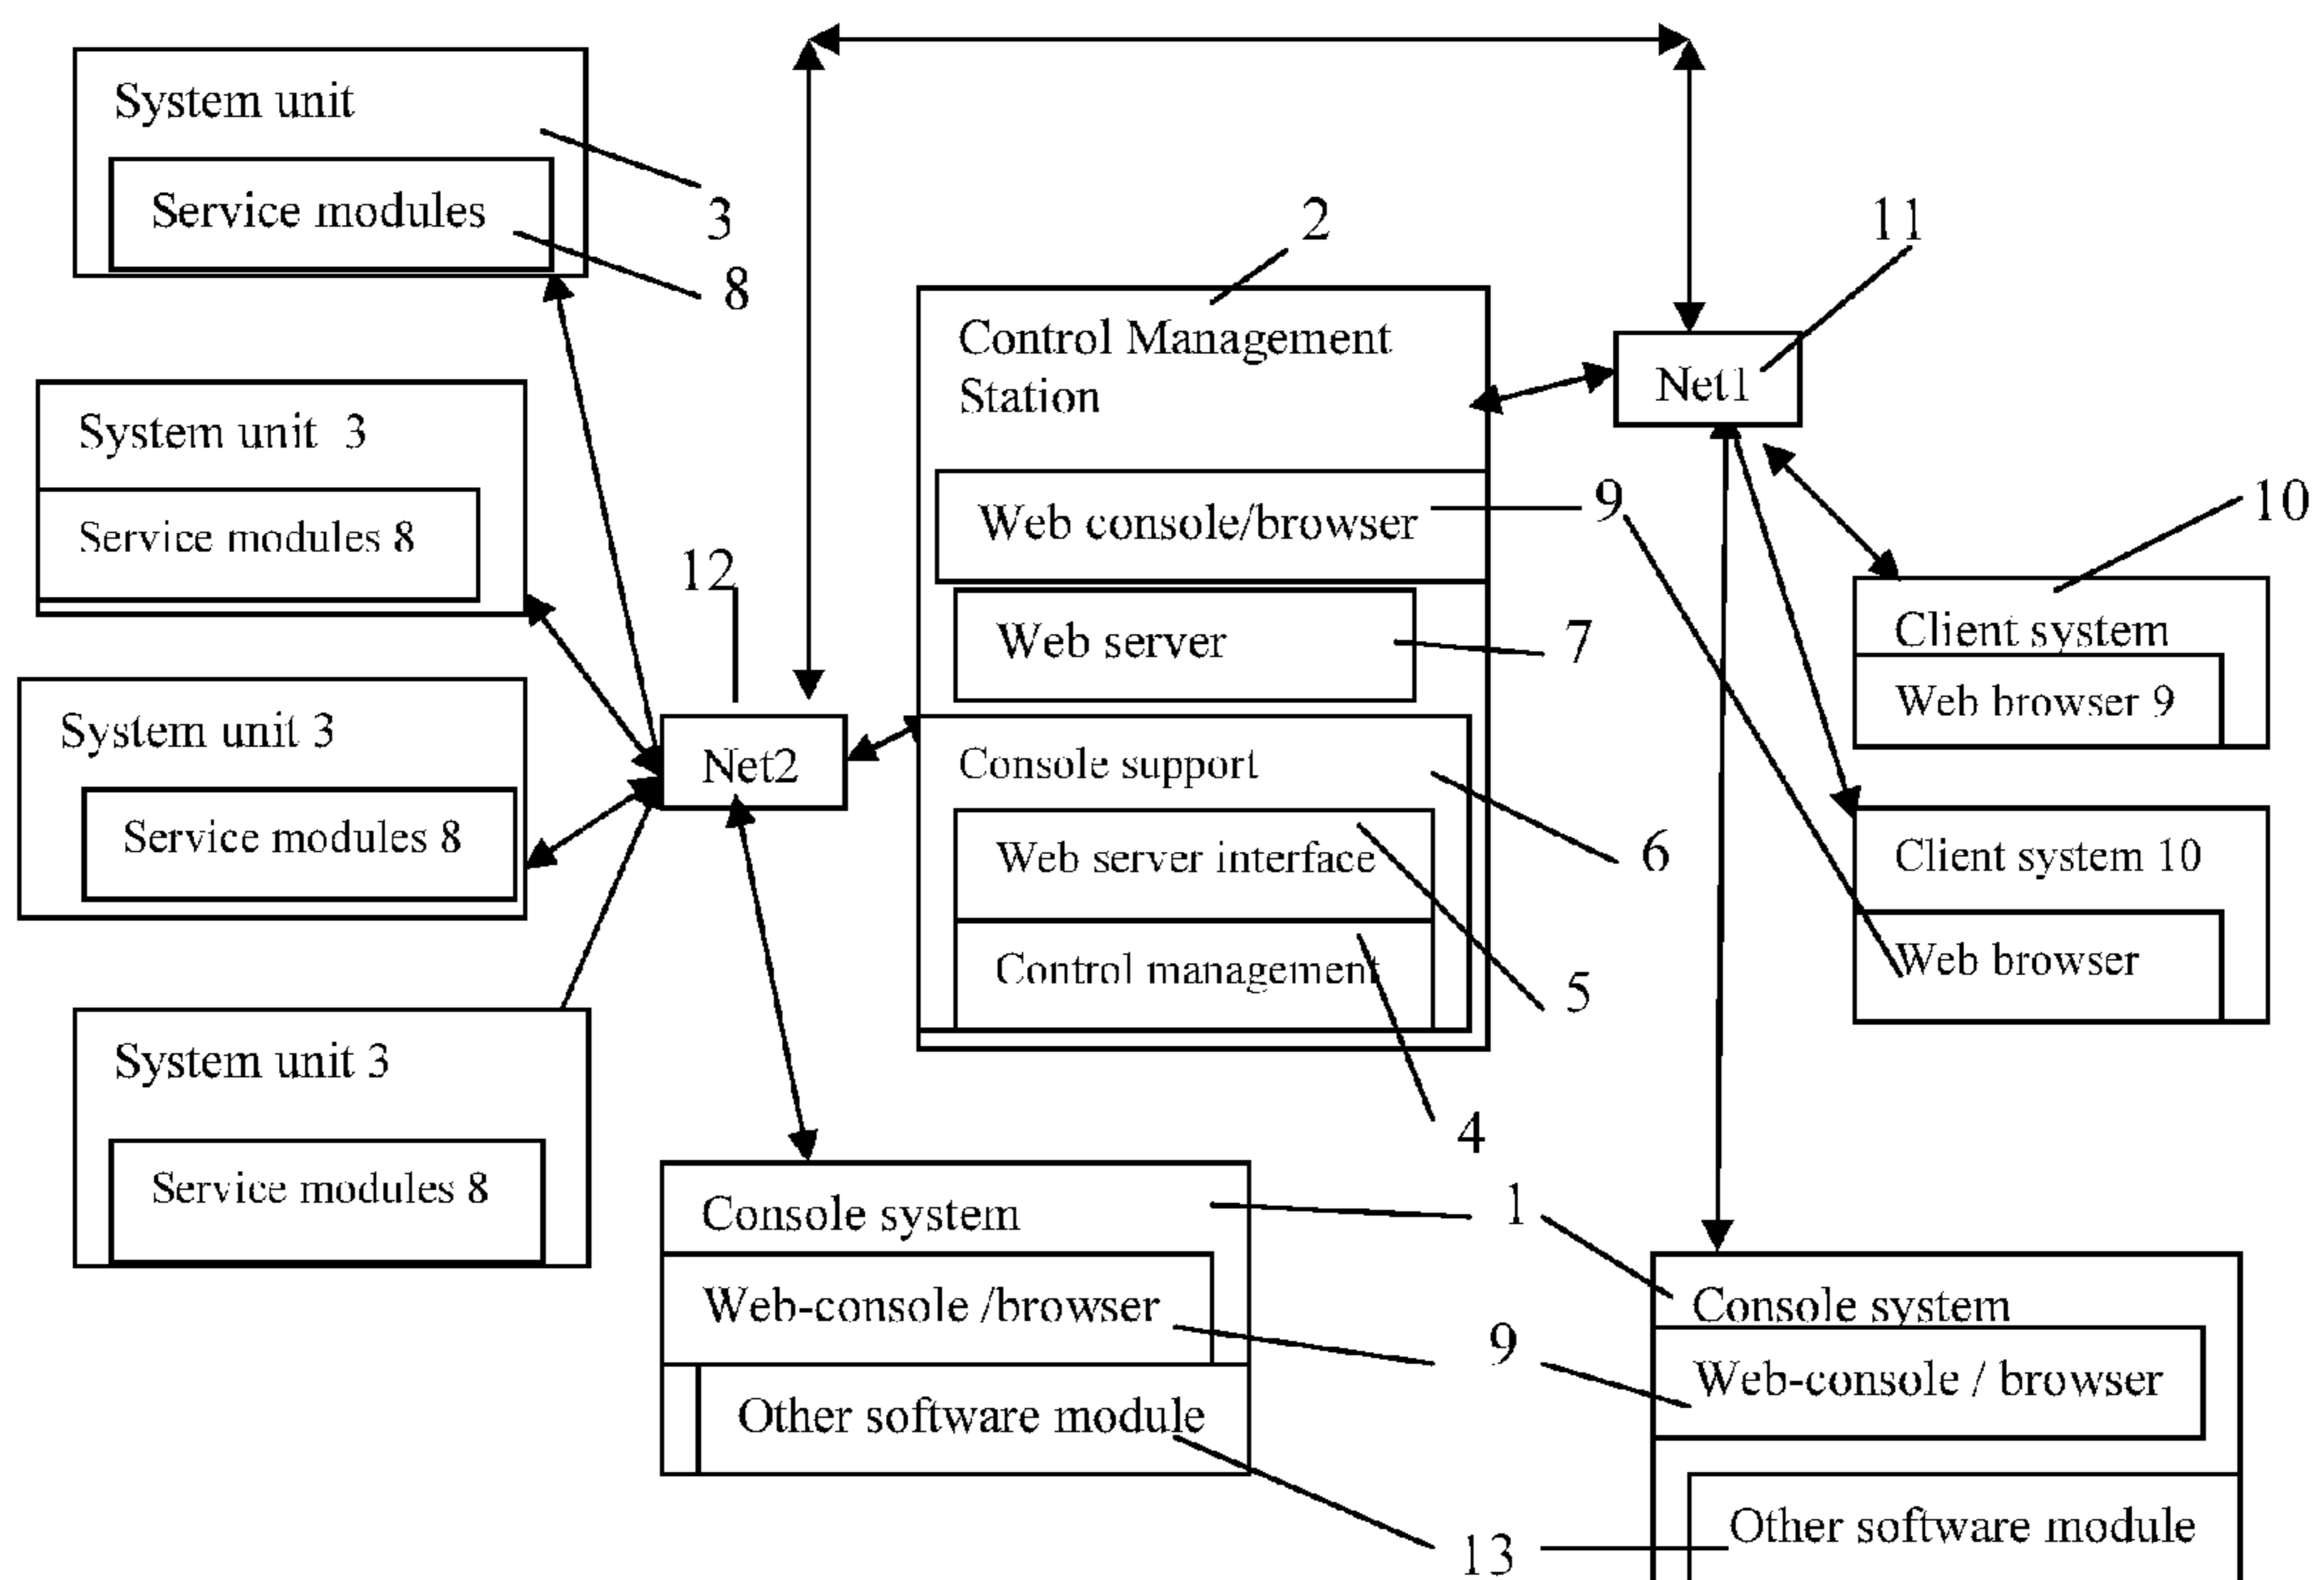 System unit
Service modules
3
8
System unit 3
Service modules 8
System unit 3
Service modules 8
System unit 3
Service modules 8
12
Net2
2
Control Management
Station
Web console/browser
9
Web server
7
Console support
6
Web server interface
5
Control management
4
11
Net1
10
Client system
Web browser 9
Client system 10
Web browser
Console system
1
Web-console /browser
9
Other software module
13
Console system
Web-console / browser
Other software module